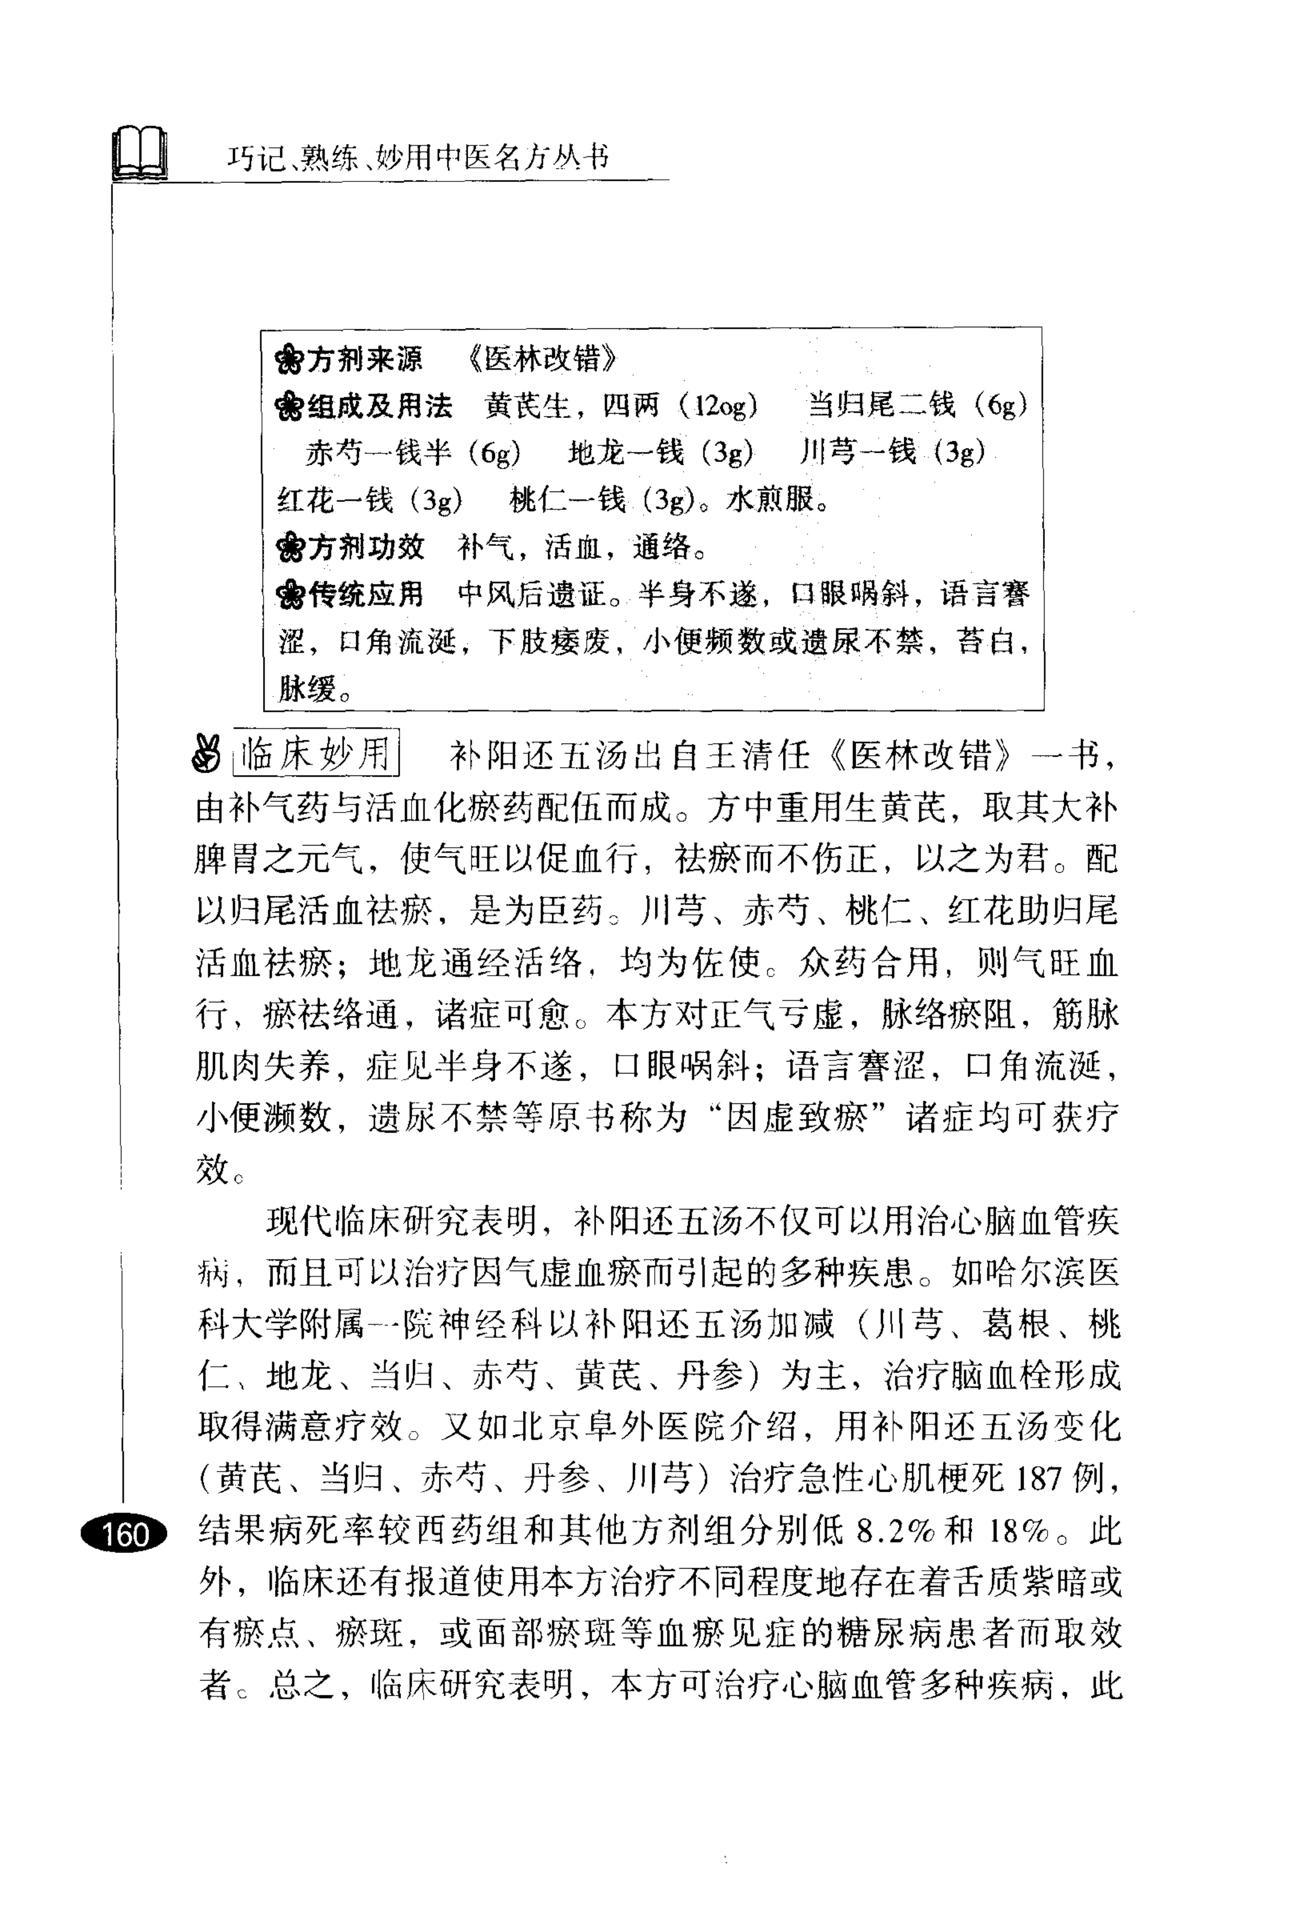 巧记、熟练、妙用中医名方丛书
方剂来源 《医林改错》
组成及用法 黄芪生，四两（12og） 当归尾二钱（6g）
赤芍一钱半（6g） 地龙一钱（3g） 川芎一钱（3g）
红花一钱（3g） 桃仁一钱（3g）。水煎服。
方剂功效 补气，活血，通络。
传统应用 中风后遗证。半身不遂，口眼㖞斜，语言謇
涩，口角流涎，下肢痿废，小便频数或遗尿不禁，苔白，
脉缓。
临床妙用 补阳还五汤出自王清任《医林改错》一书，
由补气药与活血化瘀药配伍而成。方中重用生黄芪，取其大补
脾胃之元气，使气旺以促血行，祛瘀而不伤正，以之为君。配
以归尾活血祛瘀，是为臣药。川芎、赤芍、桃仁、红花助归尾
活血祛瘀；地龙通经活络，均为佐使。众药合用，则气旺血
行，瘀祛络通，诸症可愈。本方对正气亏虚，脉络瘀阻，筋脉
肌肉失养，症见半身不遂，口眼㖞斜；语言謇涩，口角流涎，
小便濒数，遗尿不禁等原书称为“因虚致瘀”诸症均可获疗
效。
现代临床研究表明，补阳还五汤不仅可以用治心脑血管疾
病，而且可以治疗因气虚血瘀而引起的多种疾患。如哈尔滨医
科大学附属一院神经科以补阳还五汤加减（川芎、葛根、桃
仁、地龙、当归、赤芍、黄芪、丹参）为主，治疗脑血栓形成
取得满意疗效。又如北京阜外医院介绍，用补阳还五汤变化
（黄芪、当归、赤芍、丹参、川芎）治疗急性心肌梗死 187 例，
结果病死率较西药组和其他方剂组分别低 8.2% 和 18%。此
外，临床还有报道使用本方治疗不同程度地存在着舌质紫暗或
有瘀点、瘀斑，或面部瘀斑等血瘀见症的糖尿病患者而取效
者。总之，临床研究表明，本方可治疗心脑血管多种疾病，此
160